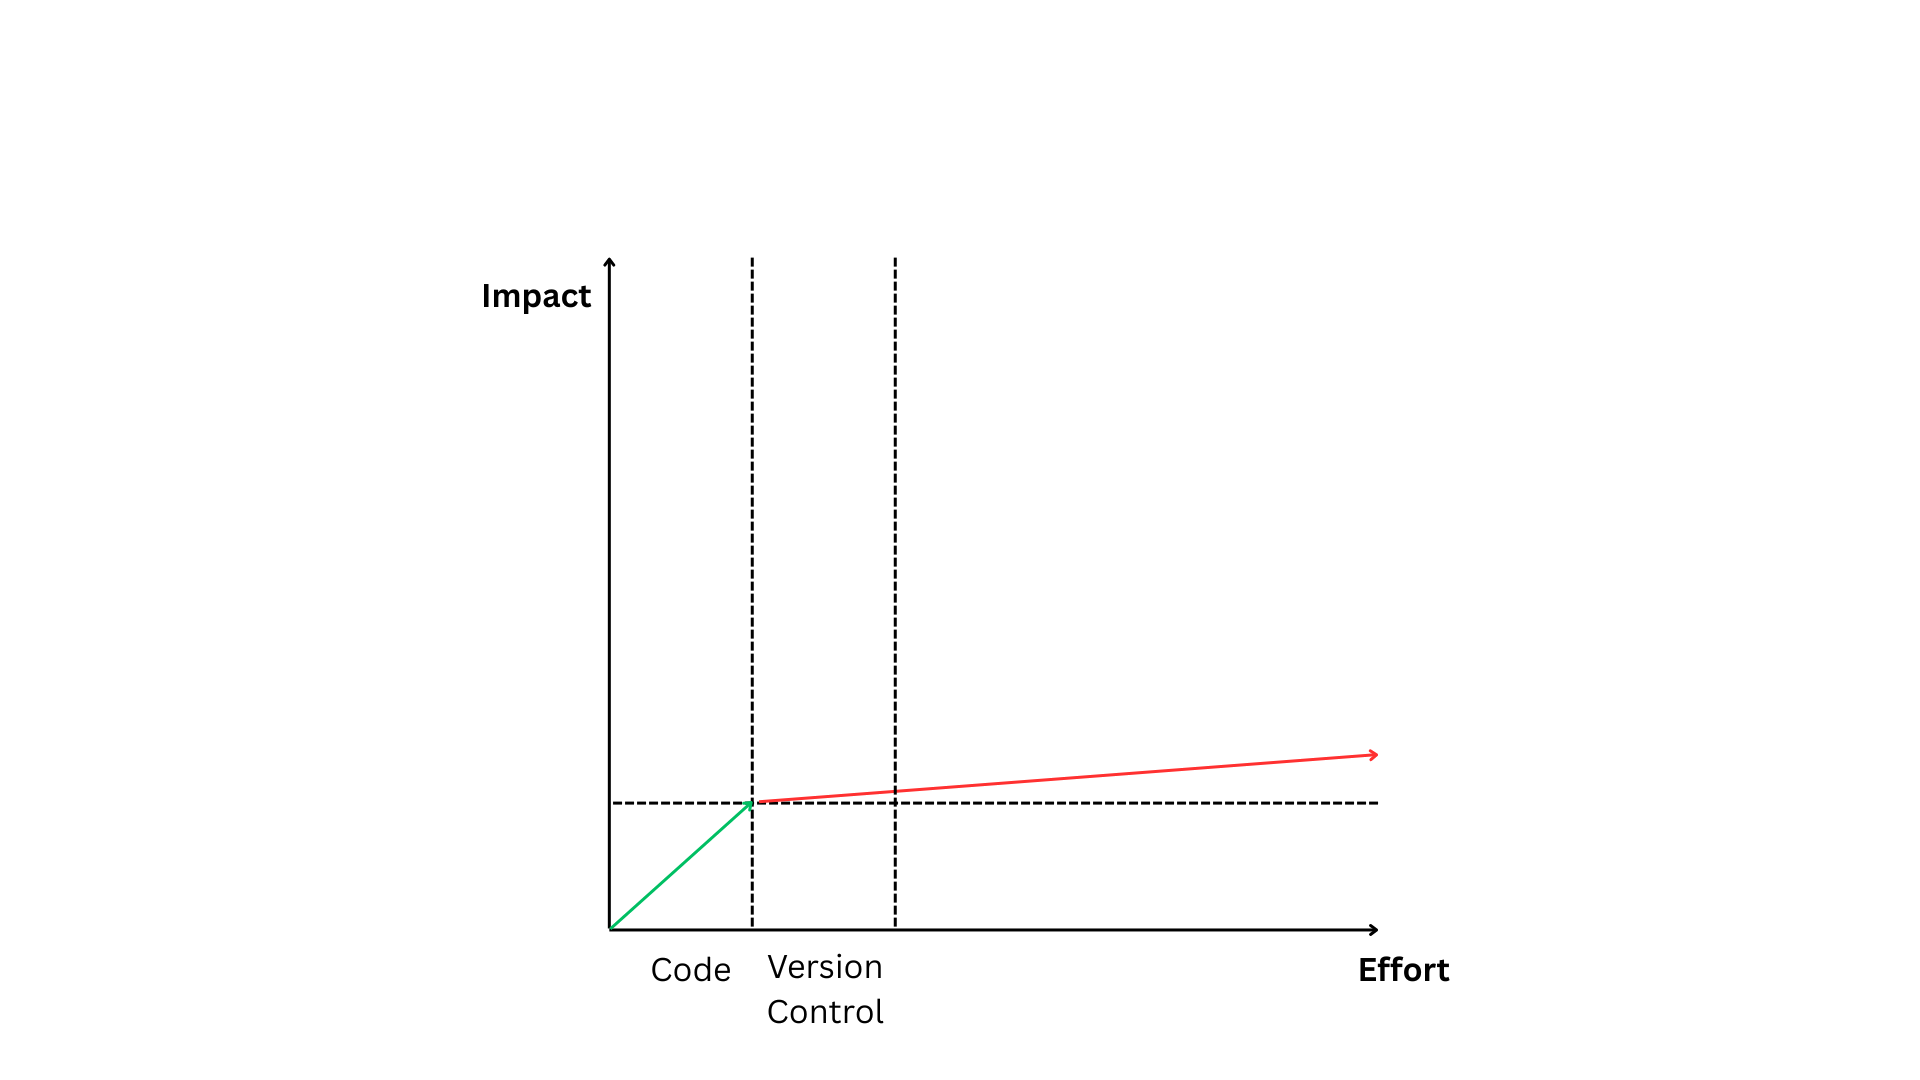 Impact
Code
Version
Control
Effort